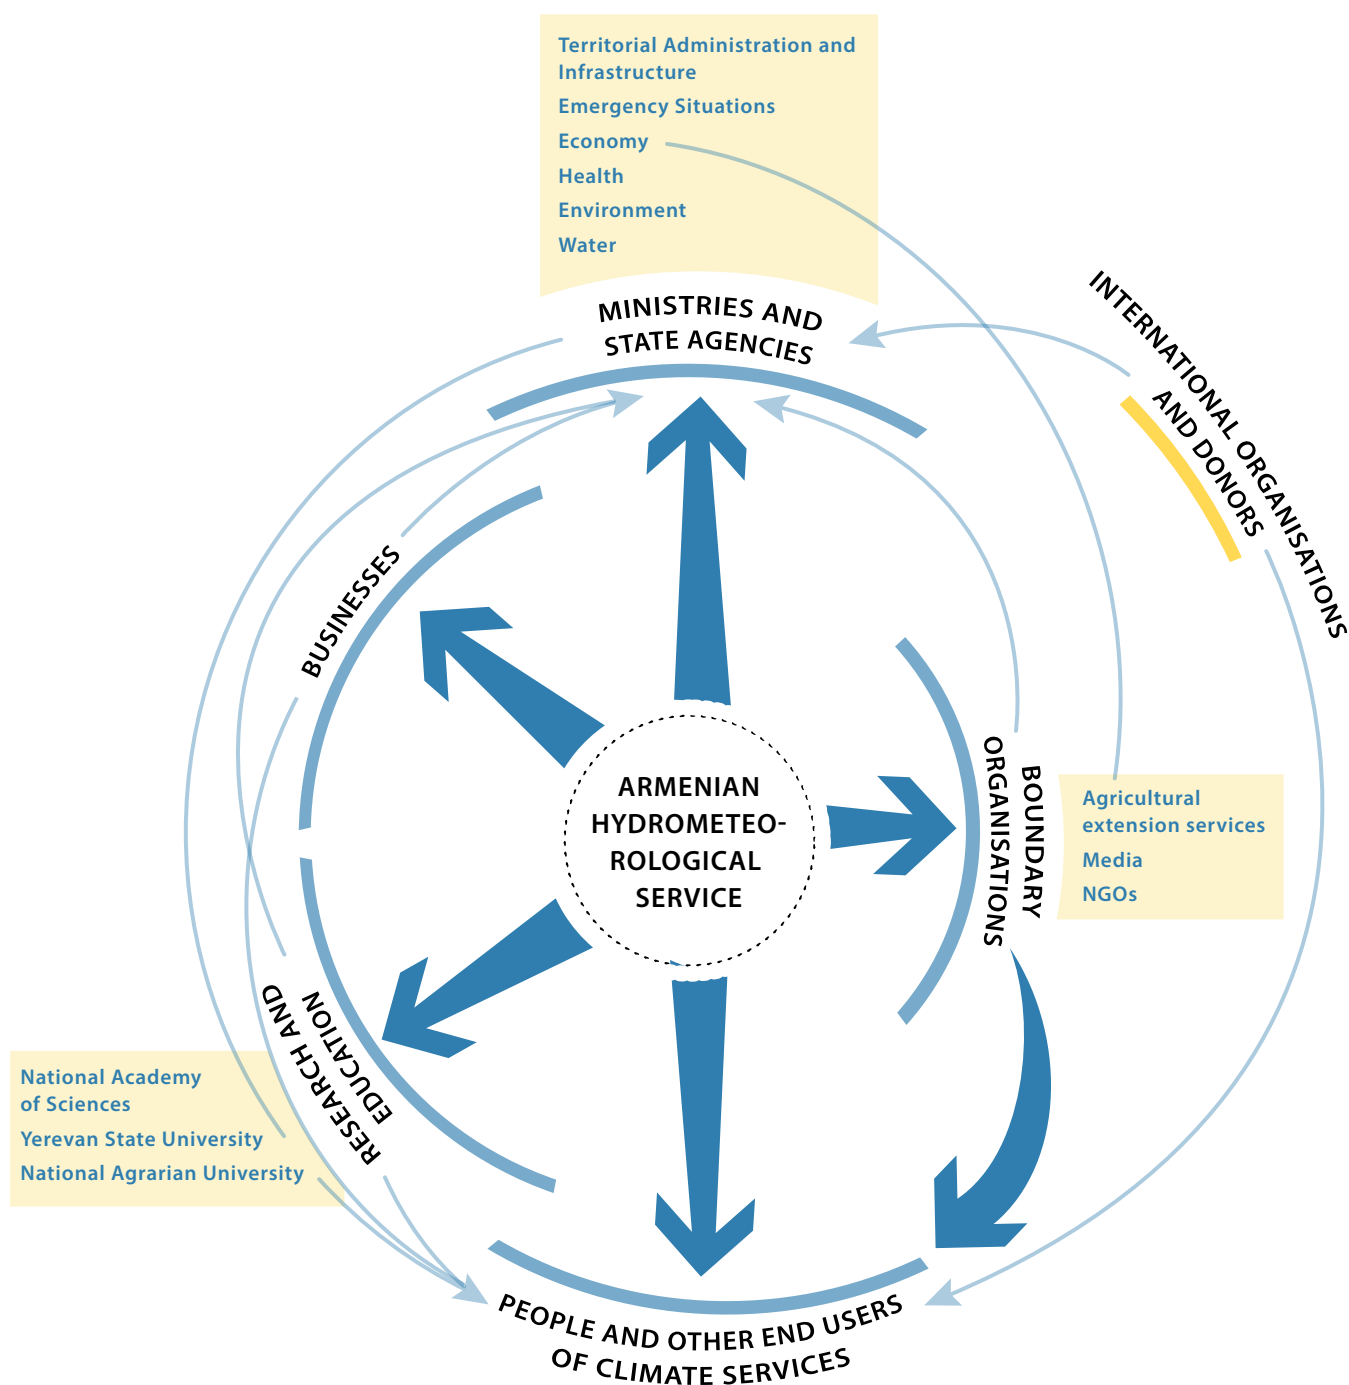 Territorial Administration and
Infrastructure
Emergency Situations
Economy
Health
Environment
Water
MINISTRIES AND
STATE AGENCIES
INTERNATIONAL ORGANISATIONS
AND DONORS
BUSINESSES
ARMENIAN
HYDROMETEO-
ROLOGICAL
SERVICE
BOUNDARY
ORGANISATIONS
Agricultural
extension services
Media
NGOs
RESEARCH AND
EDUCATION
National Academy
of Sciences
Yerevan State University
National Agrarian University
PEOPLE AND OTHER END USERS
OF CLIMATE SERVICES